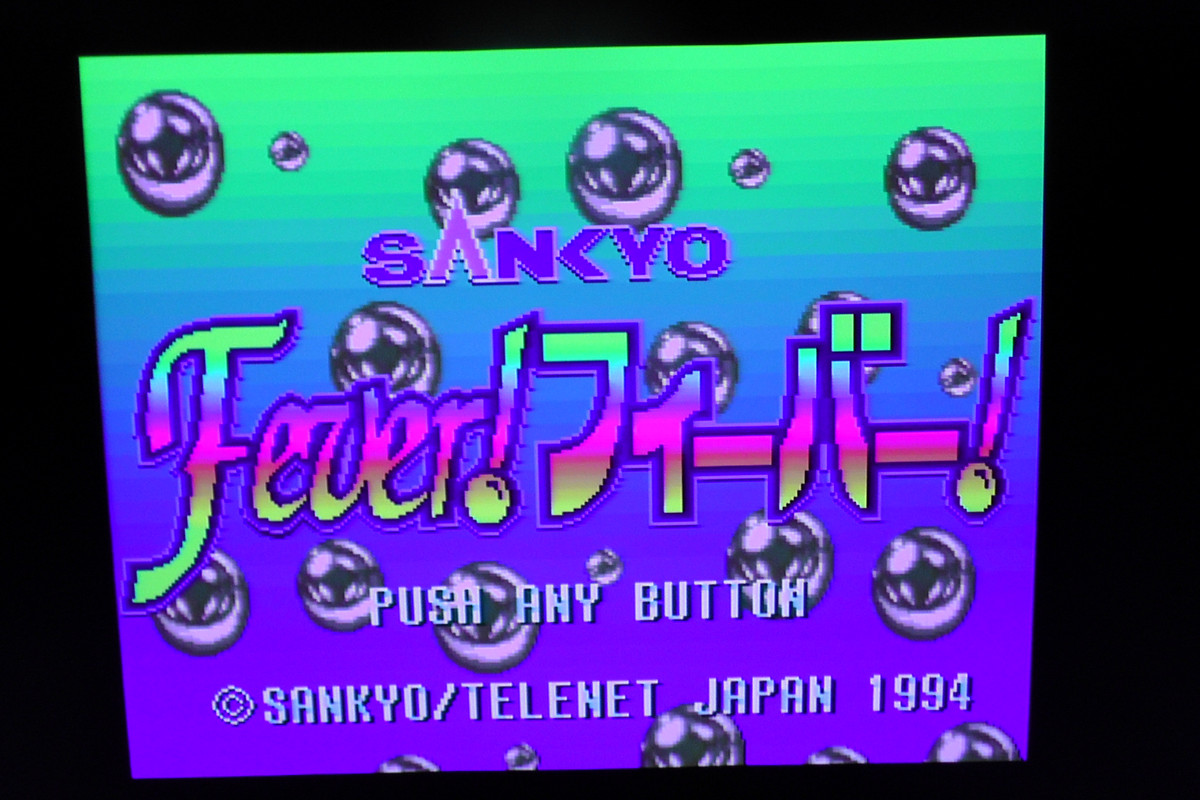 SANKYO
Fever! フィーバー!
PUSH ANY BUTTON
©SANKYO/TELENET JAPAN 1994